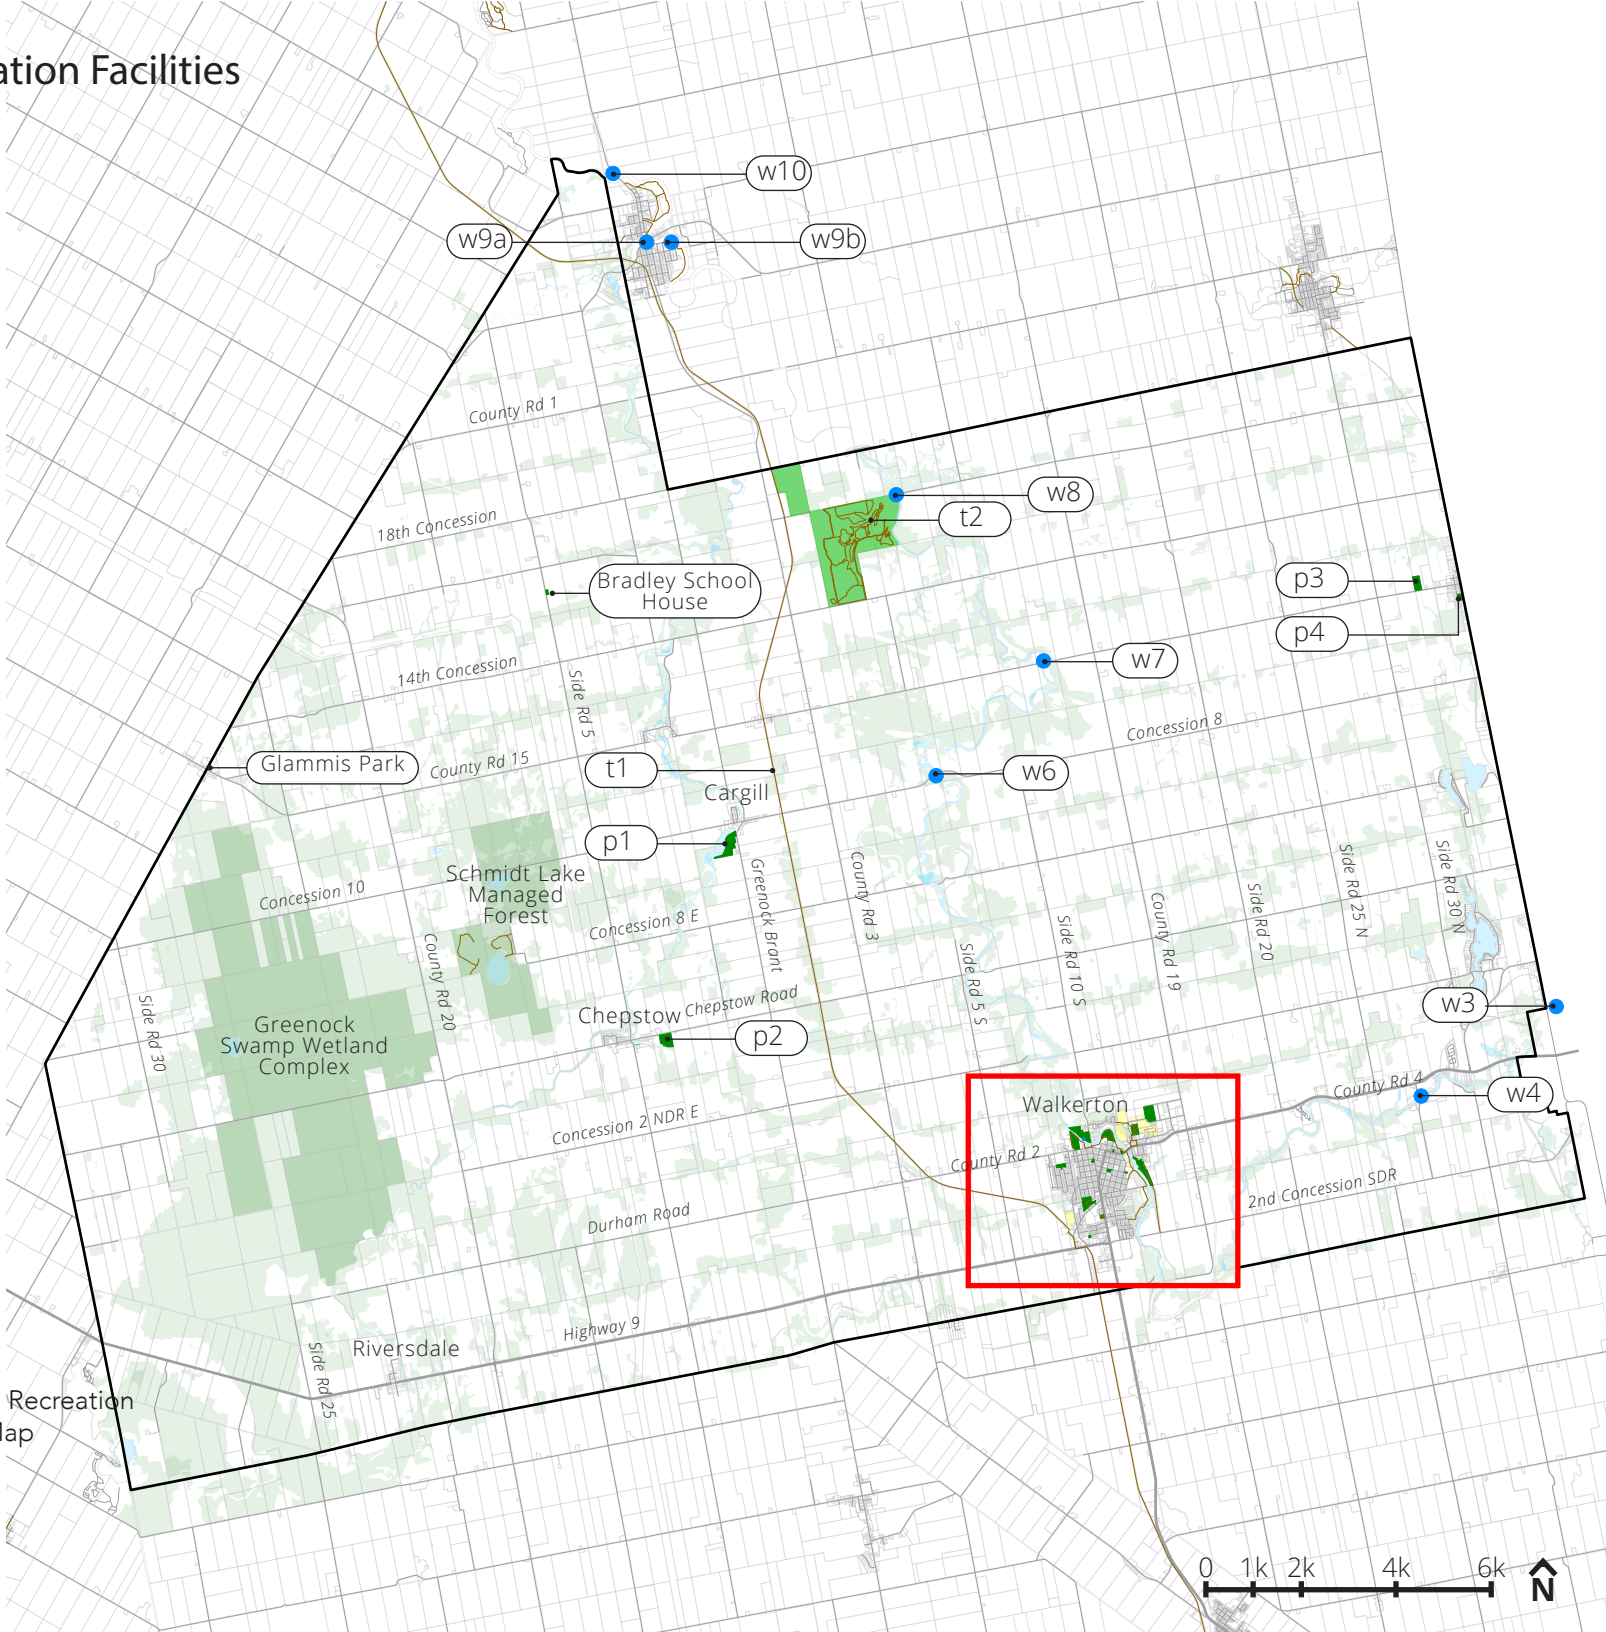 ation Facilities
w10
w9a
w9b
County Rd 1
w8
18th Concession
t2
Bradley School
House
p3
p4
14th Concession
w7
Side Rd 5
Concession 8
Glammis Park
County Rd 15
t1
w6
Cargill
p1
Schmidt Lake
Managed
Forest
Concession 10
Concession 8 E
Greenock Brant
County Rd 3
Side Rd 5 S
Side Rd 10 S
County Rd 19
Side Rd 20
Side Rd 25 N
Side Rd 30 N
County Rd 20
Side Rd 30
Greenock
Swamp Wetland
Complex
Chepstow
Chepstow Road
p2
w3
w4
County Rd 4
Walkerton
Concession 2 NDR E
County Rd 2
2nd Concession SDR
Durham Road
Highway 9
Riversdale
Side Rd 25
Recreation
lap
0 1k 2k 4k 6k
N